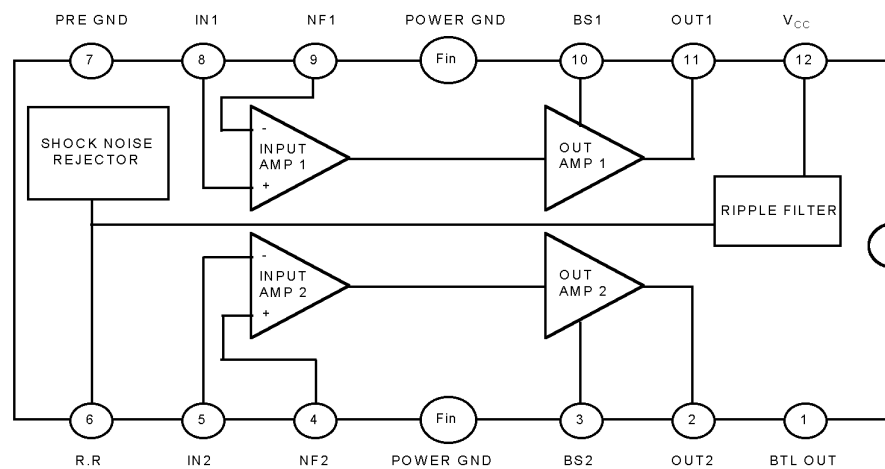 PRE GND IN1 NF1 POWER GND BS1 OUT1 VCC
7 8 9 Fin 10 11 12
SHOCK NOISE
REJECTOR
-
INPUT
AMP 1
+
OUT
AMP 1
RIPPLE FILTER
-
INPUT
AMP 2
+
OUT
AMP 2
6 5 4 Fin 3 2 1
R.R IN2 NF2 POWER GND BS2 OUT2 BTL OUT